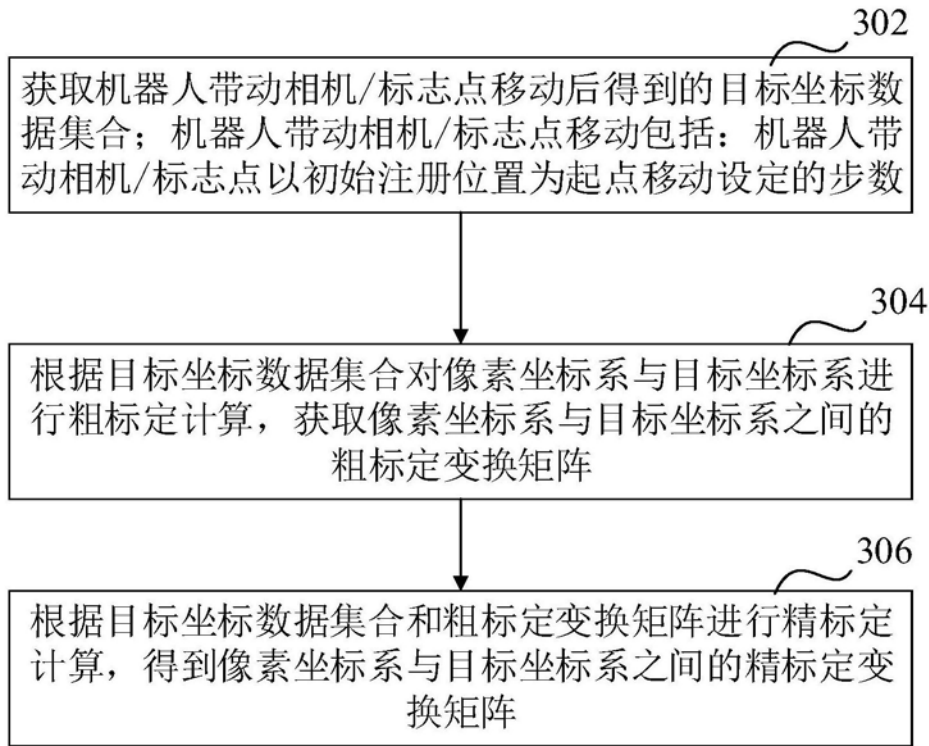 302
获取机器人带动相机/标志点移动后得到的目标坐标数
据集合；机器人带动相机/标志点移动包括：机器人带
动相机/标志点以初始注册位置为起点移动设定的步数
304
根据目标坐标数据集合对像素坐标系与目标坐标系进
行粗标定计算，获取像素坐标系与目标坐标系之间的
粗标定变换矩阵
306
根据目标坐标数据集合和粗标定变换矩阵进行精标定
计算，得到像素坐标系与目标坐标系之间的精标定变
换矩阵